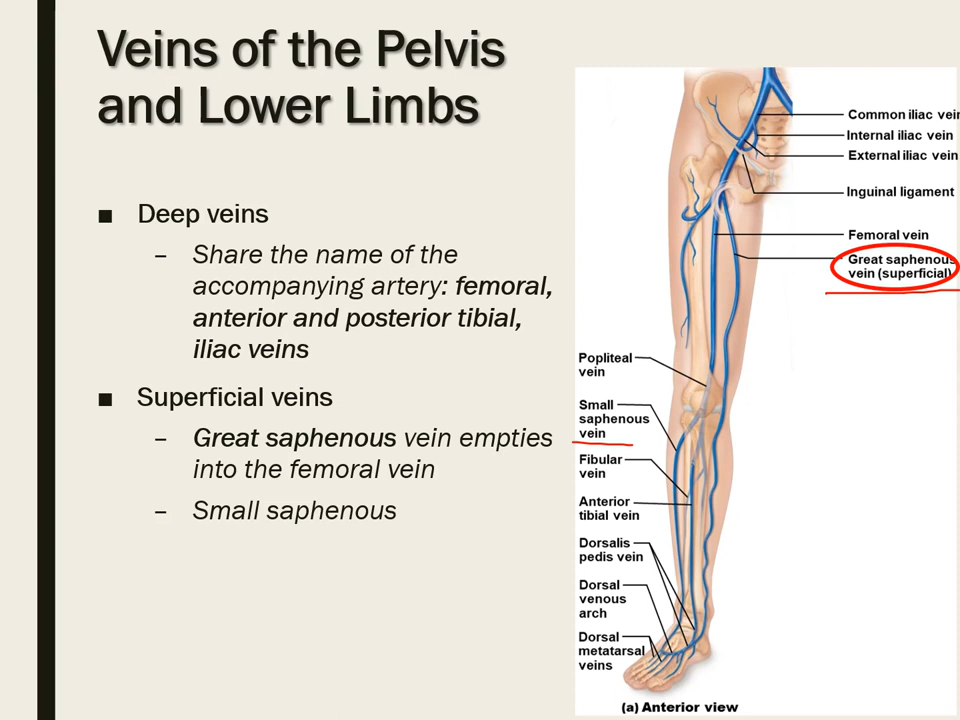 Veins of the Pelvis
and Lower Limbs
■ Deep veins
– Share the name of the
accompanying artery: femoral,
anterior and posterior tibial,
iliac veins
■ Superficial veins
– Great saphenous vein empties
into the femoral vein
– Small saphenous
Common iliac vein
Internal iliac vein
External iliac vein
Inguinal ligament
Femoral vein
Great saphenous
vein (superficial)
Popliteal
vein
Small
saphenous
vein
Fibular
vein
Anterior
tibial vein
Dorsalis
pedis vein
Dorsal
venous
arch
Dorsal
metatarsal
veins
(a) Anterior view